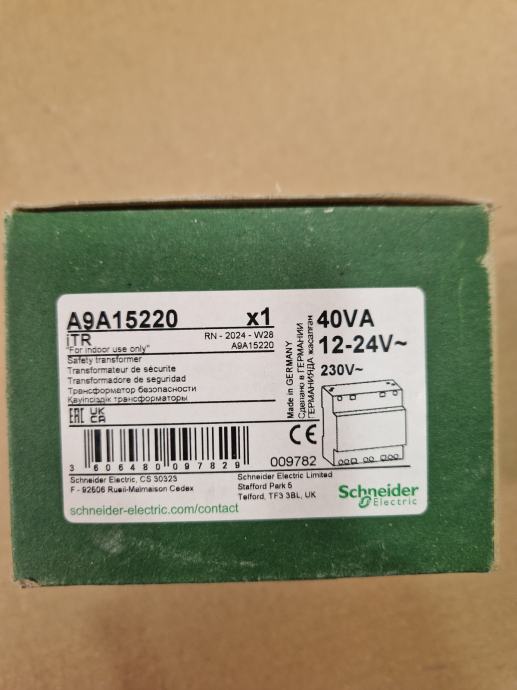 A9A15220 x1
iTR RN - 2024 - W28
"For indoor use only" A9A15220
Safety transformer
Transformateur de sécurite
Transformadore de seguridad
Трансформатор безопасности
Қауіпсіздік трансформаторы
EAC UK CA
3 606480 097829
Schneider Electric, CS 30323
F - 92506 Rueil-Malmaison Cedex
Schneider Electric Limited
Stafford Park 5
Telford, TF3 3BL, UK
schneider-electric.com/contact
Made in GERMANY
Сделано в ГЕРМАНИИ
ГЕРМАНИЯДА жасалған
40VA
12-24V~
230V~
CE
009782
Schneider
Electric